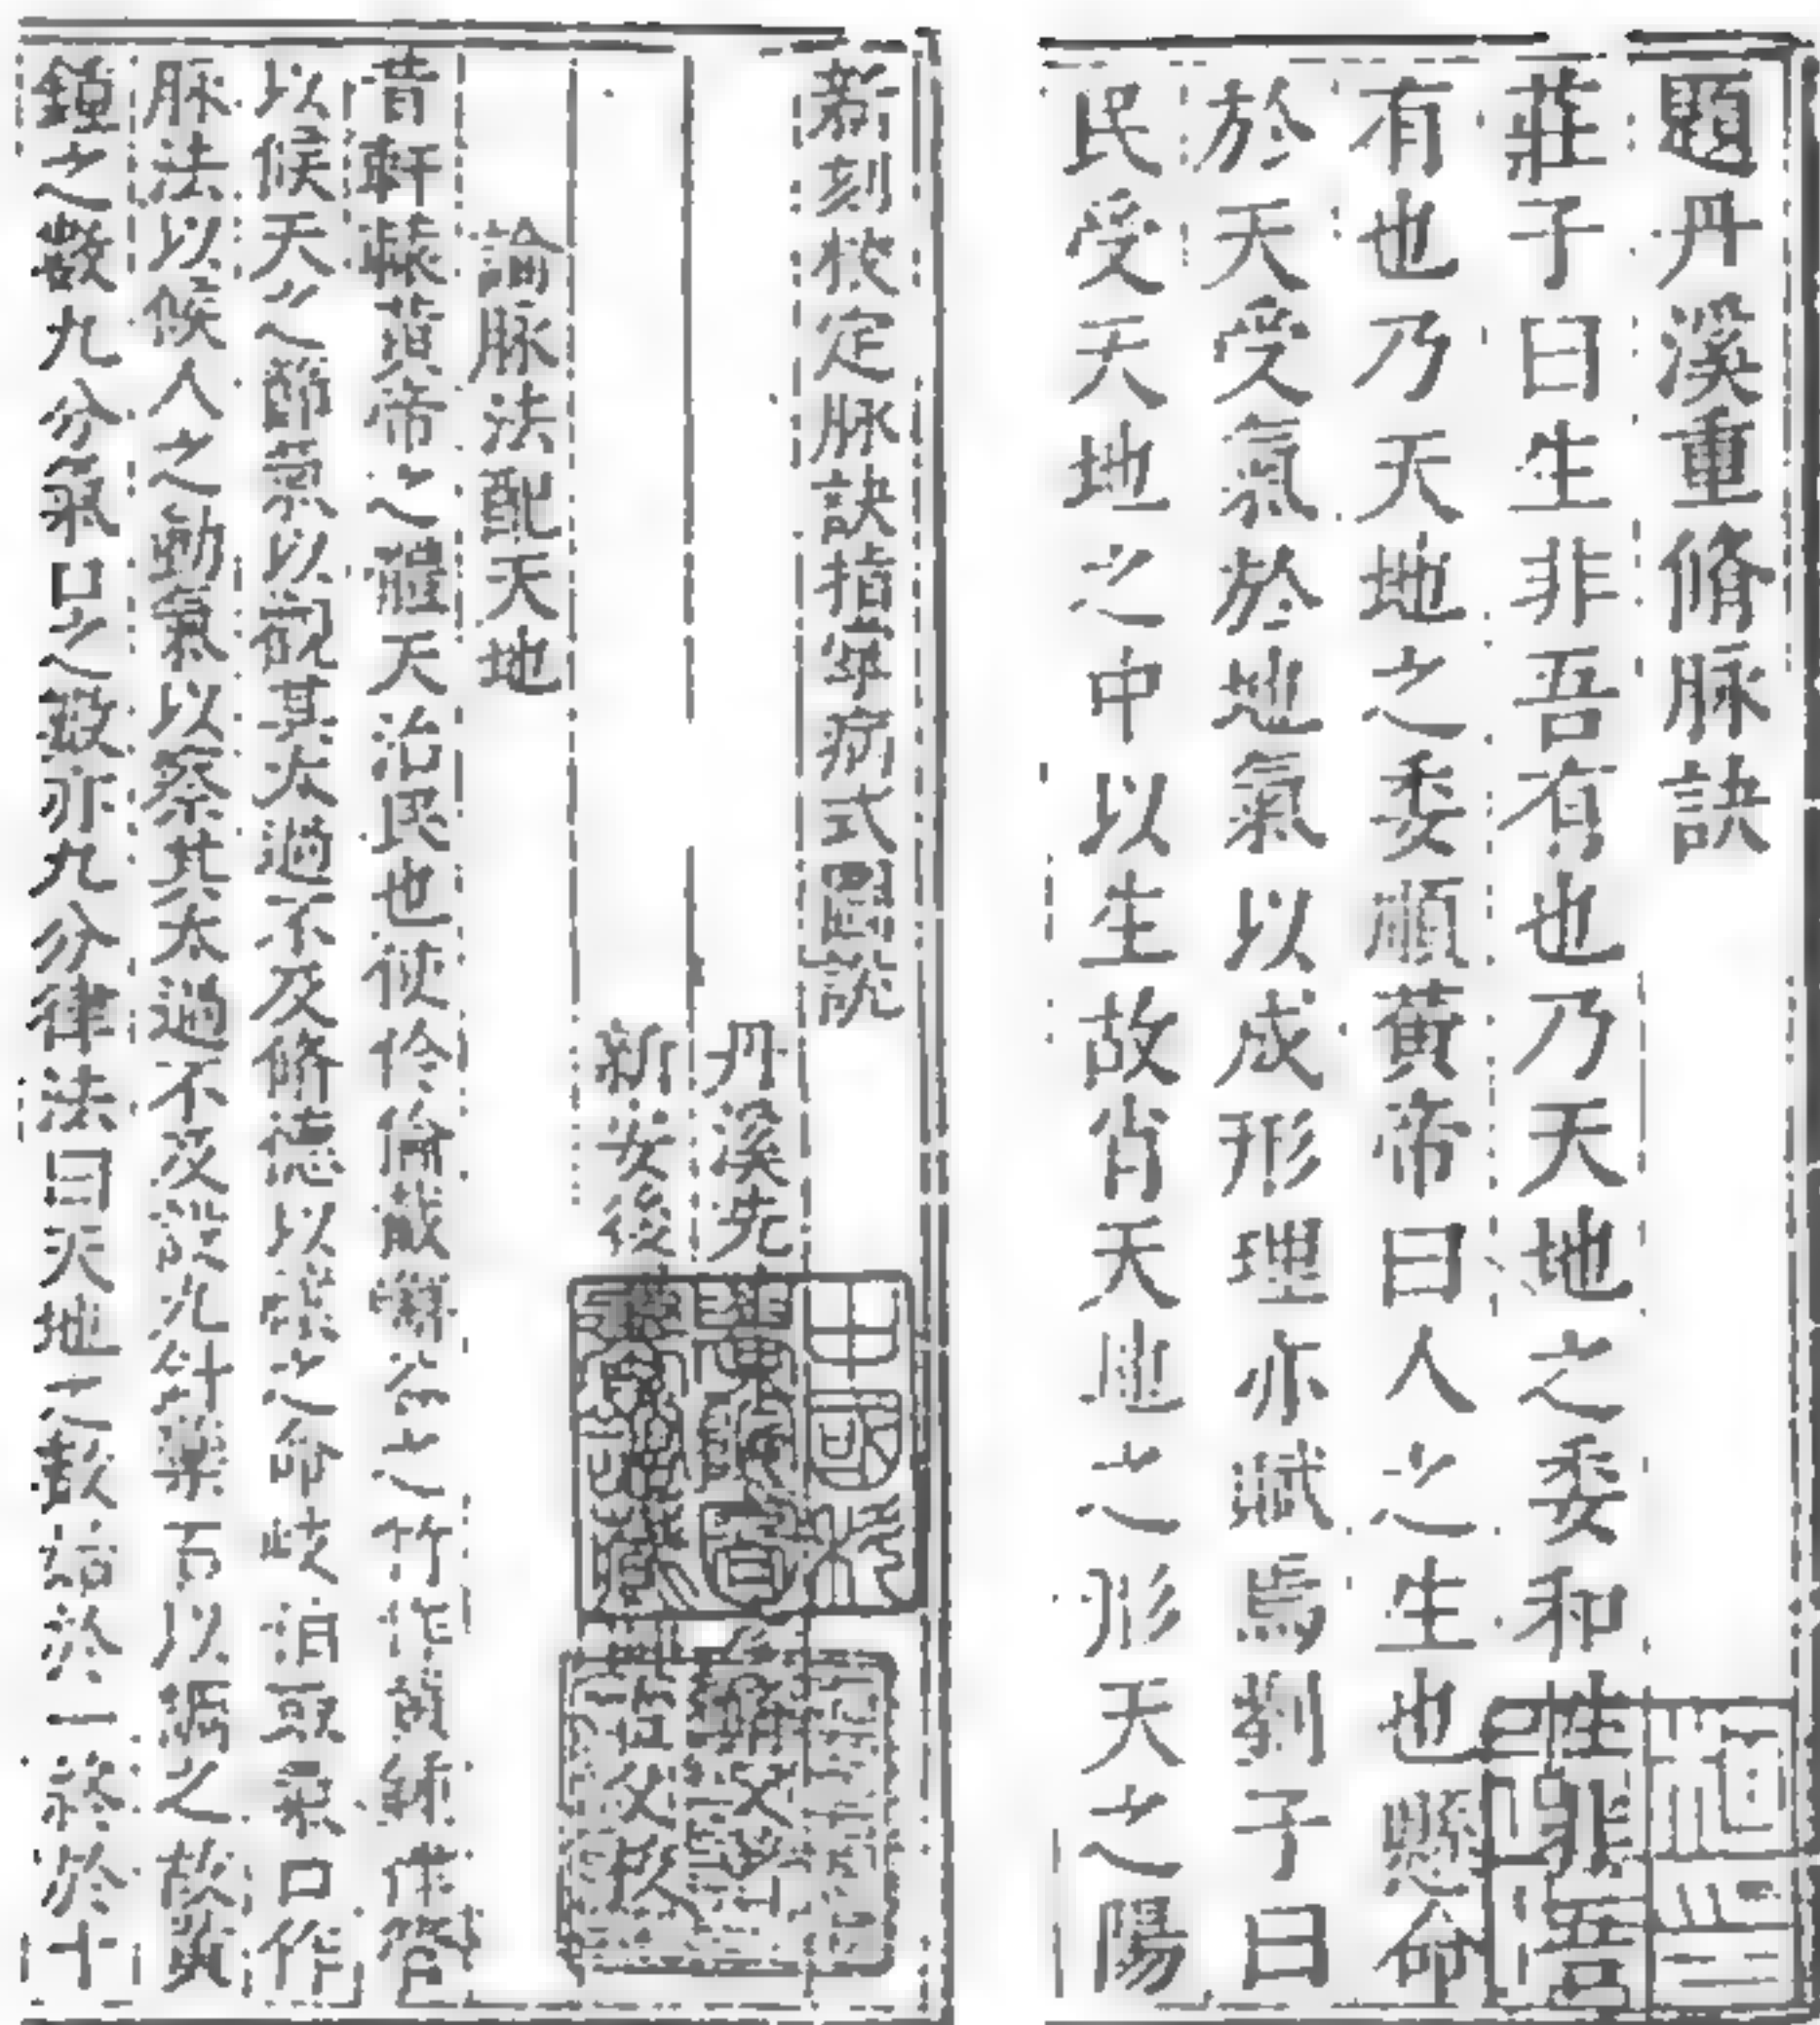 題丹溪重脩脉訣
莊子曰生非吾有也乃天地之委和性非吾
有也乃天地之委順黃帝曰人之生也懸命
於天受氣於地氣以成形理亦賦焉劉子曰
民受天地之中以生故肖天地之形天之陽
新刻校定脉訣指掌病式圖說
丹溪先
新安後
論脉法配天地
昔軒轅黃帝之體天治民也使伶倫截嶰谷之竹作黃鍾律管
以候天之節氣以觀其太過不及脩德以禳之命岐伯取氣口作
脉法以候人之動氣以察其太過不及設九針藥石以調之故黃
鍾之數九分氣口之數亦九分律法曰天地之數始於一終於十